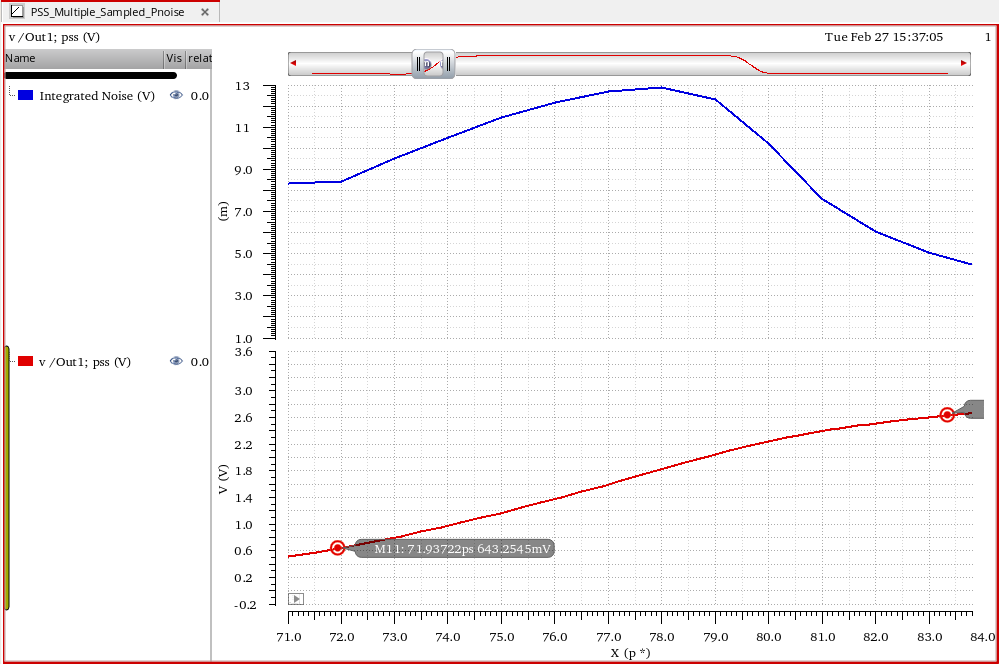 PSS_Multiple_Sampled_Pnoise
v /Out1; pss (V)
Tue Feb 27 15:37:05 1
Name Vis relat
Integrated Noise (V) 0.0
v /Out1; pss (V) 0.0
13
11
9.0
7.0
5.0
3.0
1.0
(m)
3.6
3.0
2.6
2.2
1.8
1.4
1.0
0.6
0.2
-0.2
V (V)
M11: 71.93722ps 643.2545mV
71.0 72.0 73.0 74.0 75.0 76.0 77.0 78.0 79.0 80.0 81.0 82.0 83.0 84.0
X (p *)